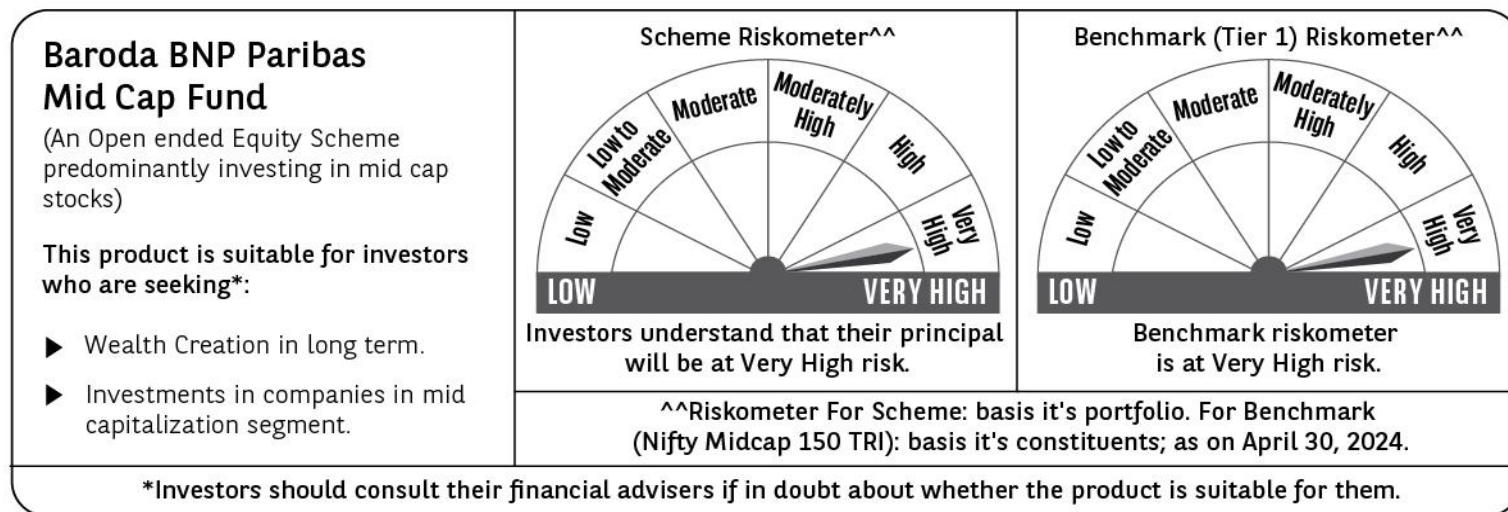 Baroda BNP Paribas
Mid Cap Fund
(An Open ended Equity Scheme
predominantly investing in mid cap
stocks)
This product is suitable for investors
who are seeking*:
Wealth Creation in long term.
Investments in companies in mid
capitalization segment.
Scheme Riskometer^^
Low
Low to
Moderate
Moderate
Moderately
High
High
Very
High
LOW VERY HIGH
Investors understand that their principal
will be at Very High risk.
Benchmark (Tier 1) Riskometer^^
Low
Low to
Moderate
Moderate
Moderately
High
High
Very
High
LOW VERY HIGH
Benchmark riskometer
is at Very High risk.
^^Riskometer For Scheme: basis it's portfolio. For Benchmark
(Nifty Midcap 150 TRI): basis it's constituents; as on April 30, 2024.
*Investors should consult their financial advisers if in doubt about whether the product is suitable for them.